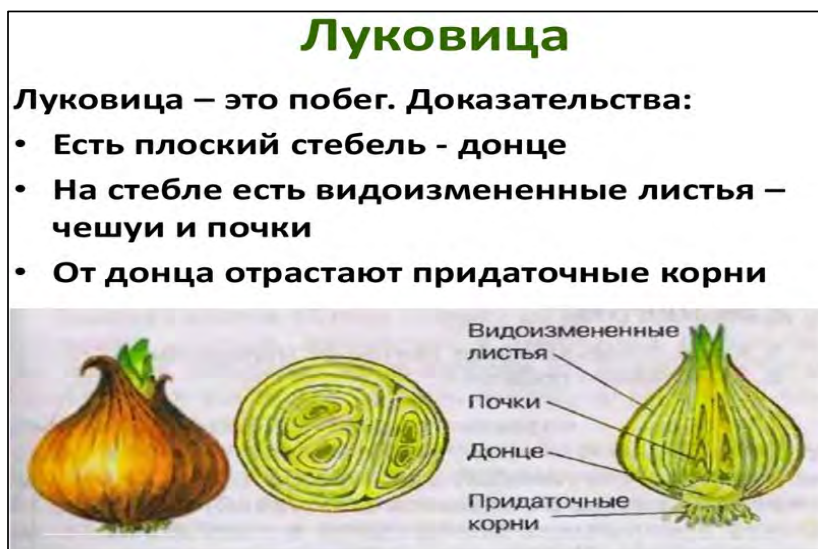 Луковица
Луковица – это побег. Доказательства:
• Есть плоский стебель - донце
• На стебле есть видоизмененные листья –
чешуи и почки
• От донца отрастают придаточные корни
Видоизмененные
листья
Почки
Донце
Придаточные
корни